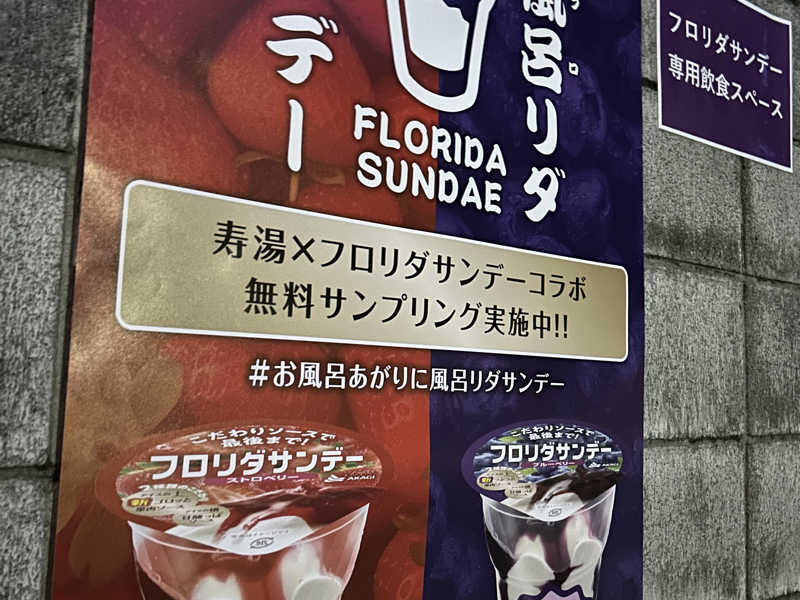 風呂リダ
デー
FLORIDA
SUNDAE
フロリダサンデー
専用飲食スペース
寿湯×フロリダサンデーコラボ
無料サンプリング実施中!!
#お風呂あがりに風呂リダサンデー
こだわりソースで
最後まで!
フロリダサンデー
ストロベリー
AKAGI
こだわりソースで
最後まで!
フロリダサンデー
ブルーベリー
AKAGI